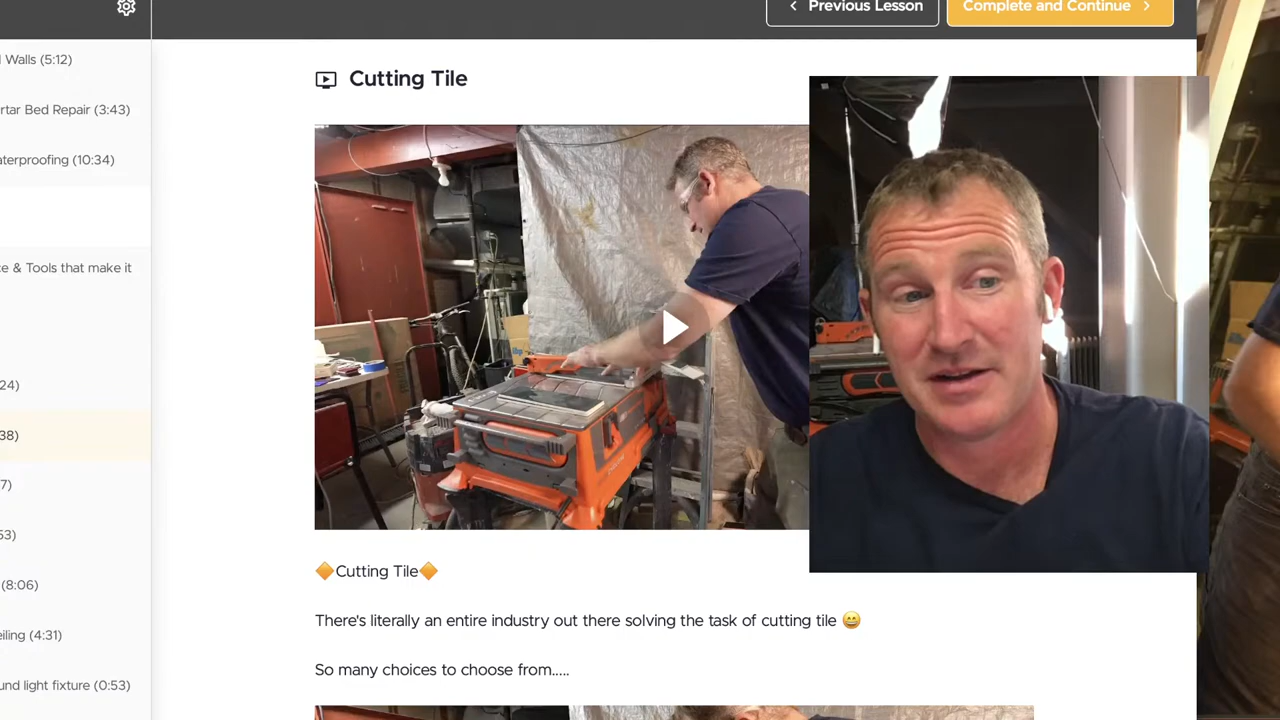 Previous Lesson
Complete and Continue
Walls (5:12)
rtar Bed Repair (3:43)
aterproofing (10:34)
e & Tools that make it
24)
38)
7)
53)
(8:06)
eiling (4:31)
und light fixture (0:53)
Cutting Tile
🔶Cutting Tile🔶
There's literally an entire industry out there solving the task of cutting tile 😄
So many choices to choose from.....